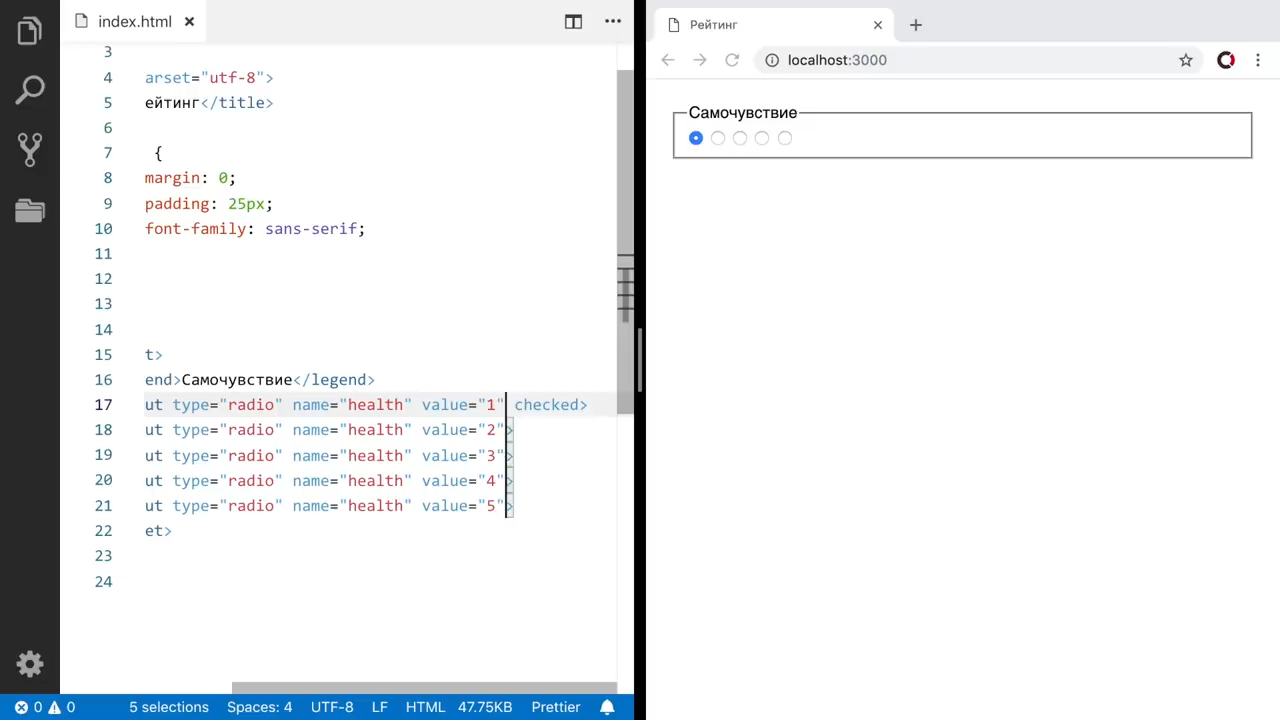 index.html
3
4 arset="utf-8">
5 ейтинг</title>
6
7 {
8 margin: 0;
9 padding: 25px;
10 font-family: sans-serif;
11
12
13
14
15 t>
16 end>Самочувствие</legend>
17 ut type="radio" name="health" value="1" checked>
18 ut type="radio" name="health" value="2">
19 ut type="radio" name="health" value="3">
20 ut type="radio" name="health" value="4">
21 ut type="radio" name="health" value="5">
22 et>
23
24
0 0 5 selections Spaces: 4 UTF-8 LF HTML 47.75KB Prettier
Рейтинг
localhost:3000
Самочувствие